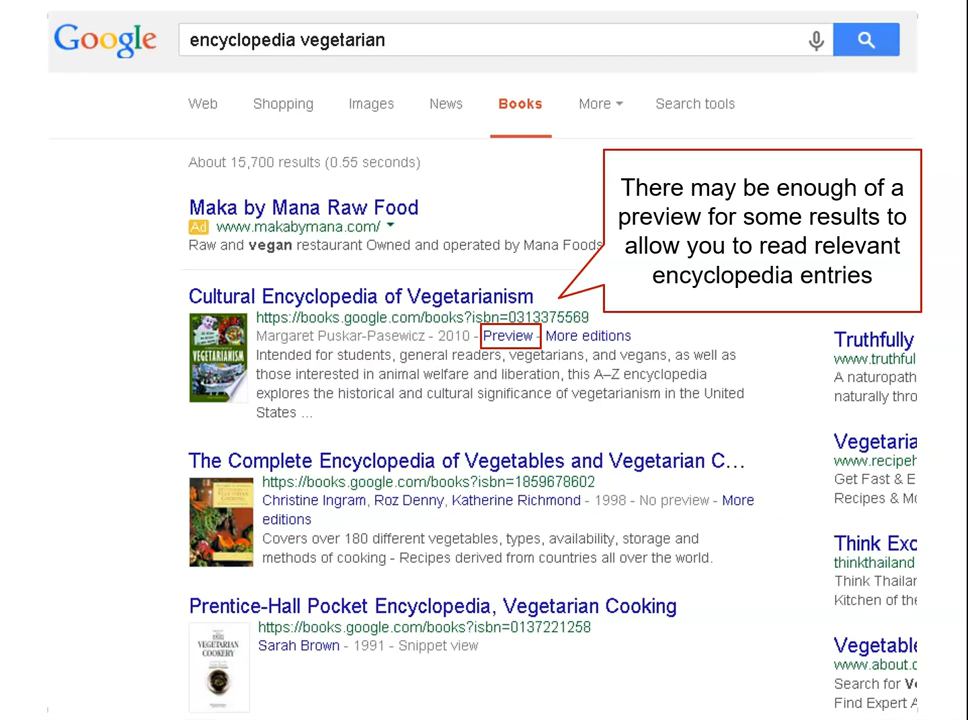 Google
encyclopedia vegetarian
Web Shopping Images News Books More Search tools
About 15,700 results (0.55 seconds)
There may be enough of a
preview for some results to
allow you to read relevant
encyclopedia entries
Maka by Mana Raw Food
Ad www.makabymana.com/
Raw and vegan restaurant Owned and operated by Mana Foods
Cultural Encyclopedia of Vegetarianism
https://books.google.com/books?isbn=0313375569
Margaret Puskar-Pasewicz - 2010 - Preview - More editions
Intended for students, general readers, vegetarians, and vegans, as well as
those interested in animal welfare and liberation, this A–Z encyclopedia
explores the historical and cultural significance of vegetarianism in the United
States ...
VEGETARIANISM
The Complete Encyclopedia of Vegetables and Vegetarian C...
https://books.google.com/books?isbn=1859678602
Christine Ingram, Roz Denny, Katherine Richmond - 1998 - No preview - More
editions
Covers over 180 different vegetables, types, availability, storage and
methods of cooking - Recipes derived from countries all over the world.
Prentice-Hall Pocket Encyclopedia, Vegetarian Cooking
https://books.google.com/books?isbn=0137221258
Sarah Brown - 1991 - Snippet view
VEGETARIAN
COOKERY
Truthfully
www.truthful
A naturopath
naturally thro
Vegetaria
www.recipeh
Get Fast & E
Recipes & Mo
Think Exc
thinkthailand
Think Thailan
Kitchen of the
Vegetable
www.about.c
Search for Ve
Find Expert A